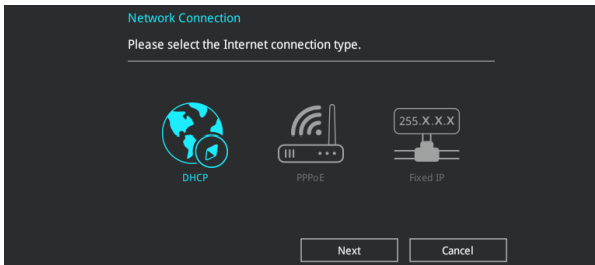 Network Connection
Please select the Internet connection type.
255.X.X.X
DHCP PPPoE Fixed IP
Next Cancel